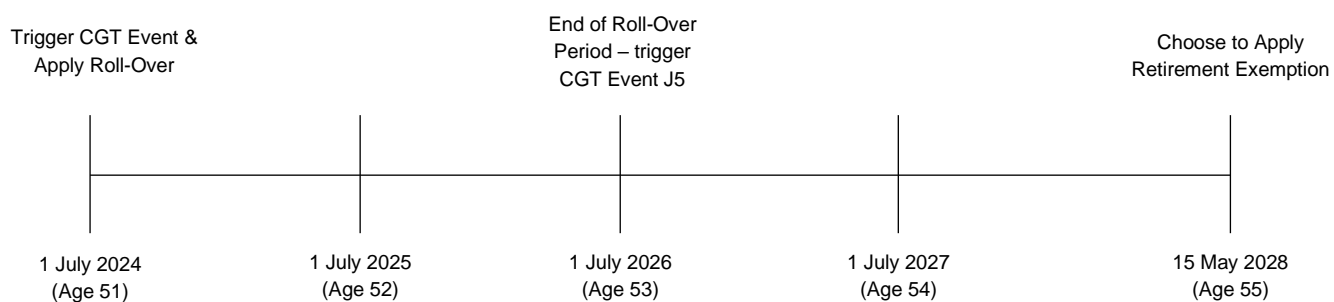 Trigger CGT Event &
Apply Roll-Over
End of Roll-Over
Period – trigger
CGT Event J5
Choose to Apply
Retirement Exemption
1 July 2024
(Age 51)
1 July 2025
(Age 52)
1 July 2026
(Age 53)
1 July 2027
(Age 54)
15 May 2028
(Age 55)